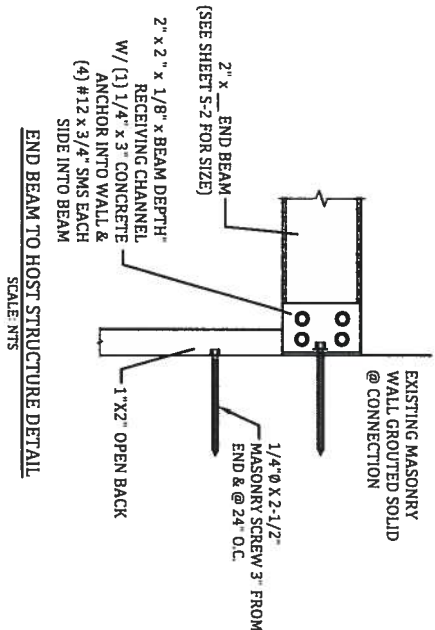 EXISTING MASONRY
WALL GROUTED SOLID
@ CONNECTION
1/4"Ø X 2-1/2"
MASONRY SCREW 3" FROM
END & @ 24" O.C.
1"X2" OPEN BACK
2" x __ END BEAM
(SEE SHEET S-2 FOR SIZE)
2" x 2" x 1/8" x BEAM DEPTH"
RECEIVING CHANNEL
W/ (1) 1/4" x 3" CONCRETE
ANCHOR INTO WALL &
(4) #12 x 3/4" SMS EACH
SIDE INTO BEAM
END BEAM TO HOST STRUCTURE DETAIL
SCALE: NTS